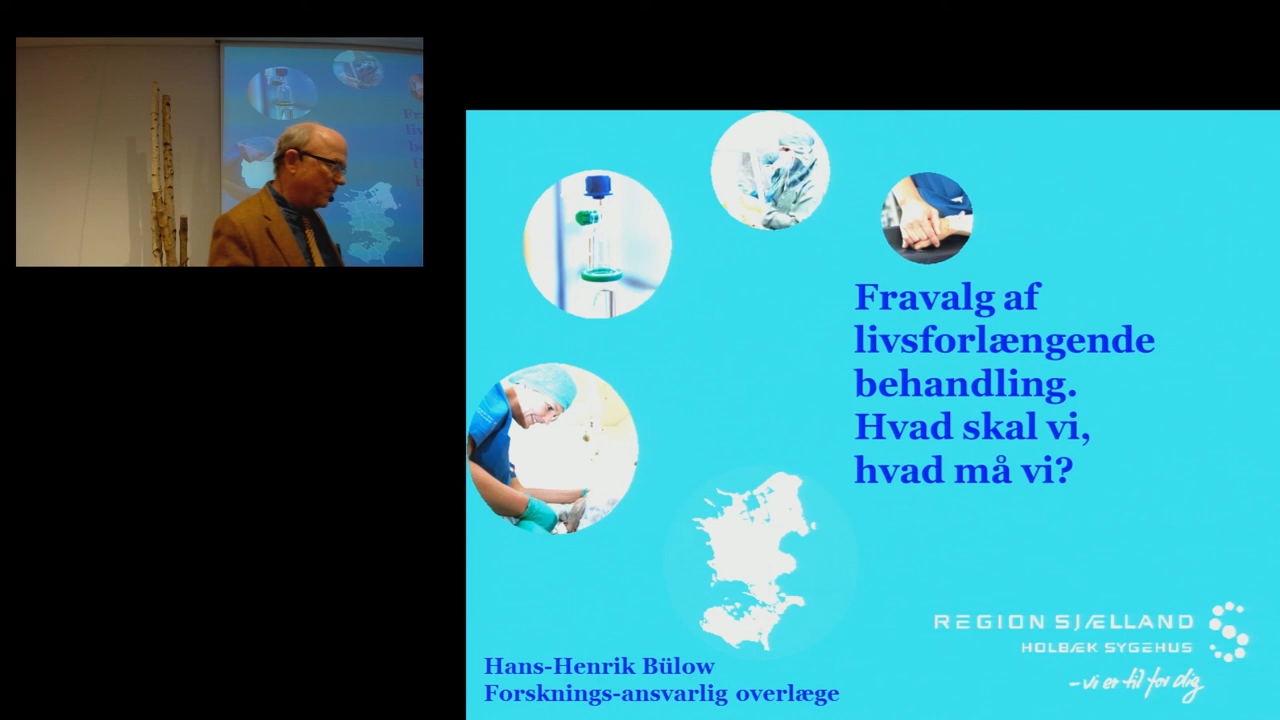 Fravalg af
livsforlængende
behandling.
Hvad skal vi,
hvad må vi?
REGION SJÆLLAND
HOLBÆK SYGEHUS
- vi er til for dig
Hans-Henrik Bülow
Forsknings-ansvarlig overlæge